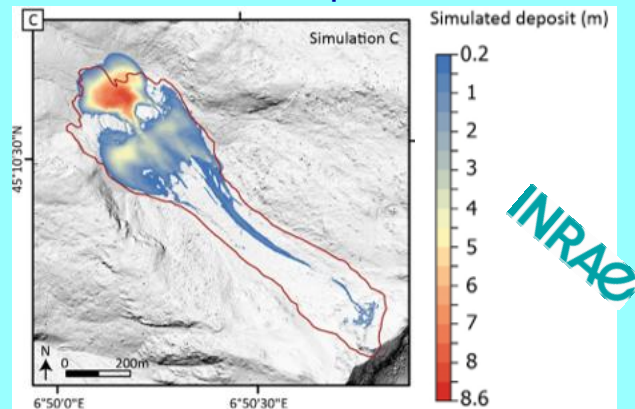 C
Simulation C
Simulated deposit (m)
0.2
1
2
3
4
5
6
7
8
8.6
45°10'30"N
N
0 200m
6°50'0"E
6°50'30"E
INRAe